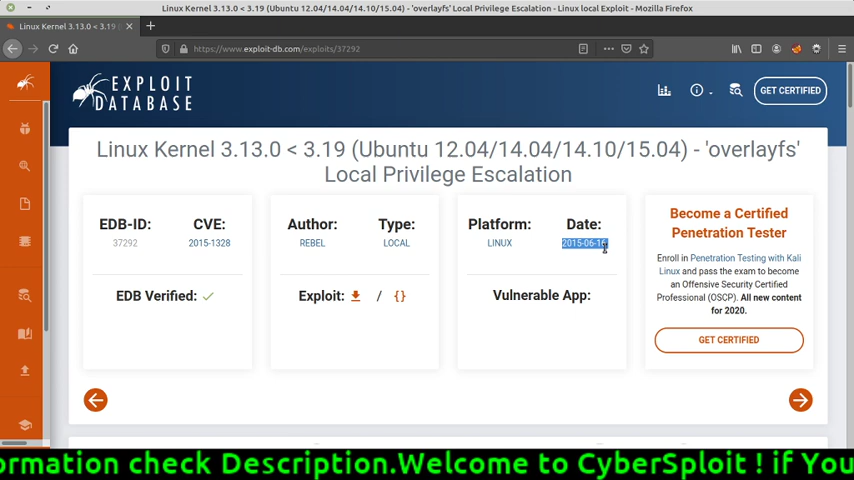 Linux Kernel 3.13.0 < 3.19 (Ubuntu 12.04/14.04/14.10/15.04) - 'overlayfs' Local Privilege Escalation - Linux local Exploit - Mozilla Firefox
Linux Kernel 3.13.0 < 3.19 (U
https://www.exploit-db.com/exploits/37292
EXPLOIT
DATABASE
GET CERTIFIED
Linux Kernel 3.13.0 < 3.19 (Ubuntu 12.04/14.04/14.10/15.04) - 'overlayfs'
Local Privilege Escalation
EDB-ID:
37292
CVE:
2015-1328
EDB Verified:
Author:
REBEL
Type:
LOCAL
Exploit: / {}
Platform:
LINUX
Date:
Vulnerable App:
Become a Certified
Penetration Tester
Enroll in Penetration Testing with Kali
Linux and pass the exam to become
an Offensive Security Certified
Professional (OSCP). All new content
for 2020.
GET CERTIFIED
ormation check Description.Welcome to CyberSploit ! if You